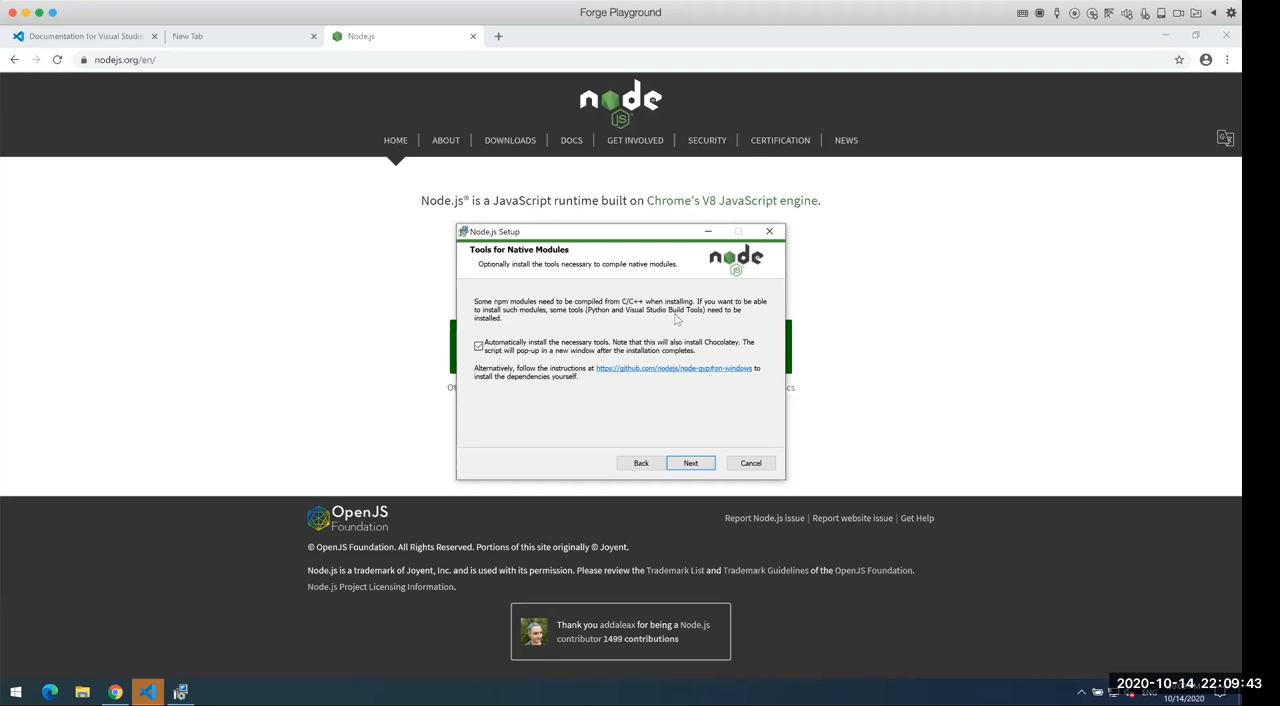 Forge Playground
Documentation for Visual Studi
New Tab
Node.js
nodejs.org/en/
node
JS
HOME
ABOUT
DOWNLOADS
DOCS
GET INVOLVED
SECURITY
CERTIFICATION
NEWS
Node.js® is a JavaScript runtime built on Chrome's V8 JavaScript engine.
Node.js Setup
Tools for Native Modules
Optionally install the tools necessary to compile native modules.
node
JS
Some npm modules need to be compiled from C/C++ when installing. If you want to be able
to install such modules, some tools (Python and Visual Studio Build Tools) need to be
installed.
Automatically install the necessary tools. Note that this will also install Chocolatey. The
script will pop-up in a new window after the installation completes.
Alternatively, follow the instructions at https://github.com/nodejs/node-gyp#on-windows to
install the dependencies yourself.
Ot
cs
Back
Next
Cancel
OpenJS
Foundation
Report Node.js issue | Report website issue | Get Help
© OpenJS Foundation. All Rights Reserved. Portions of this site originally © Joyent.
Node.js is a trademark of Joyent, Inc. and is used with its permission. Please review the Trademark List and Trademark Guidelines of the OpenJS Foundation.
Node.js Project Licensing Information.
Thank you addaleax for being a Node.js
contributor 1499 contributions
2020-10-14 22:09:43
ENG
10/14/2020